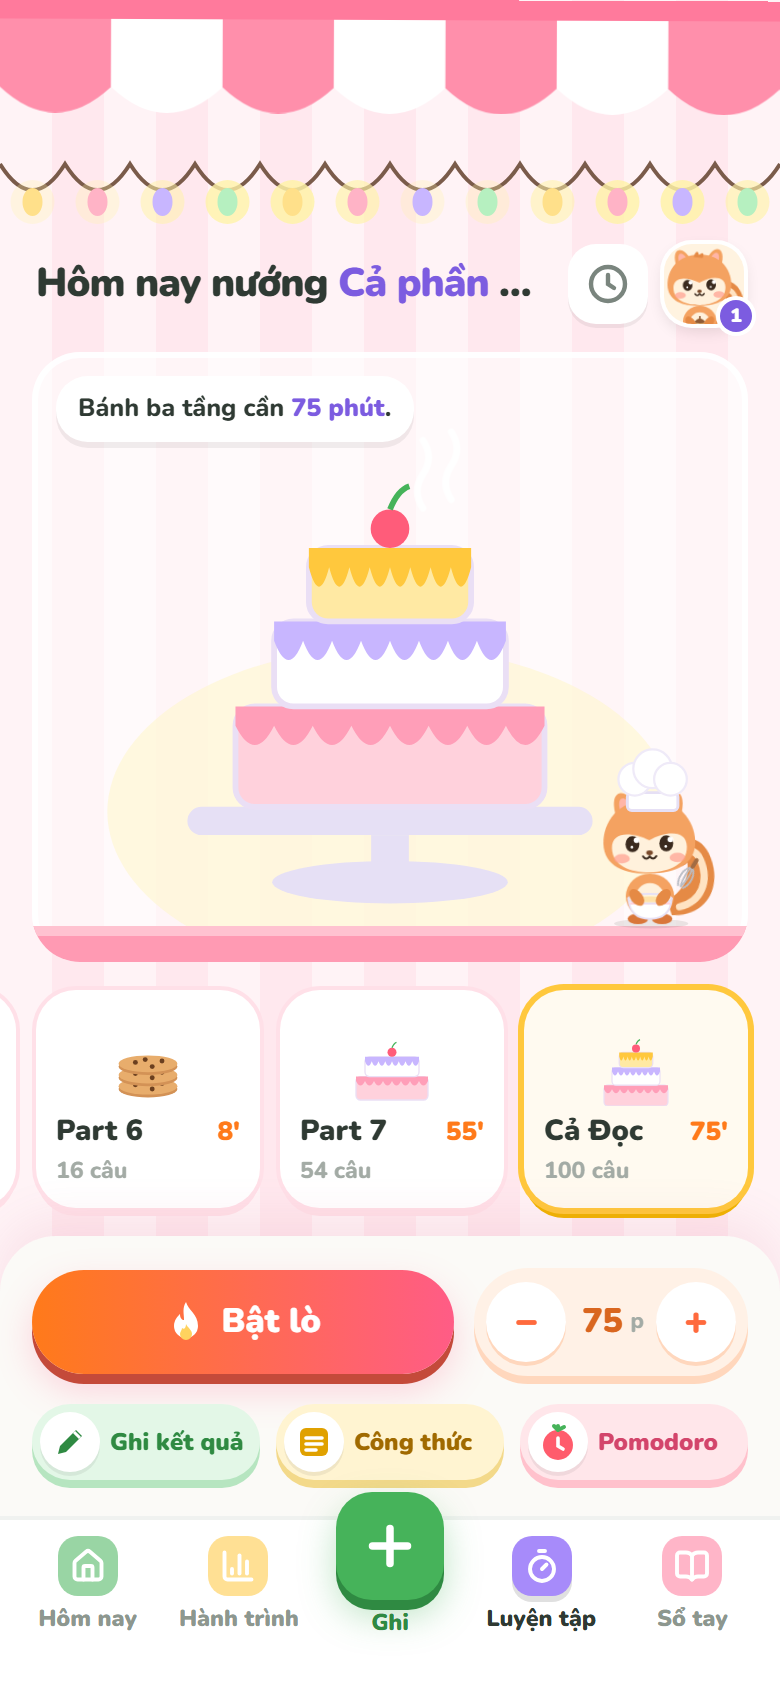 Hôm nay nướng Cả phần ...
1
Bánh ba tầng cần 75 phút.
Part 6 8'
16 câu
Part 7 55'
54 câu
Cả Đọc 75'
100 câu
Bật lò
− 75 p +
Ghi kết quả
Công thức
Pomodoro
Hôm nay
Hành trình
Ghi
Luyện tập
Sổ tay